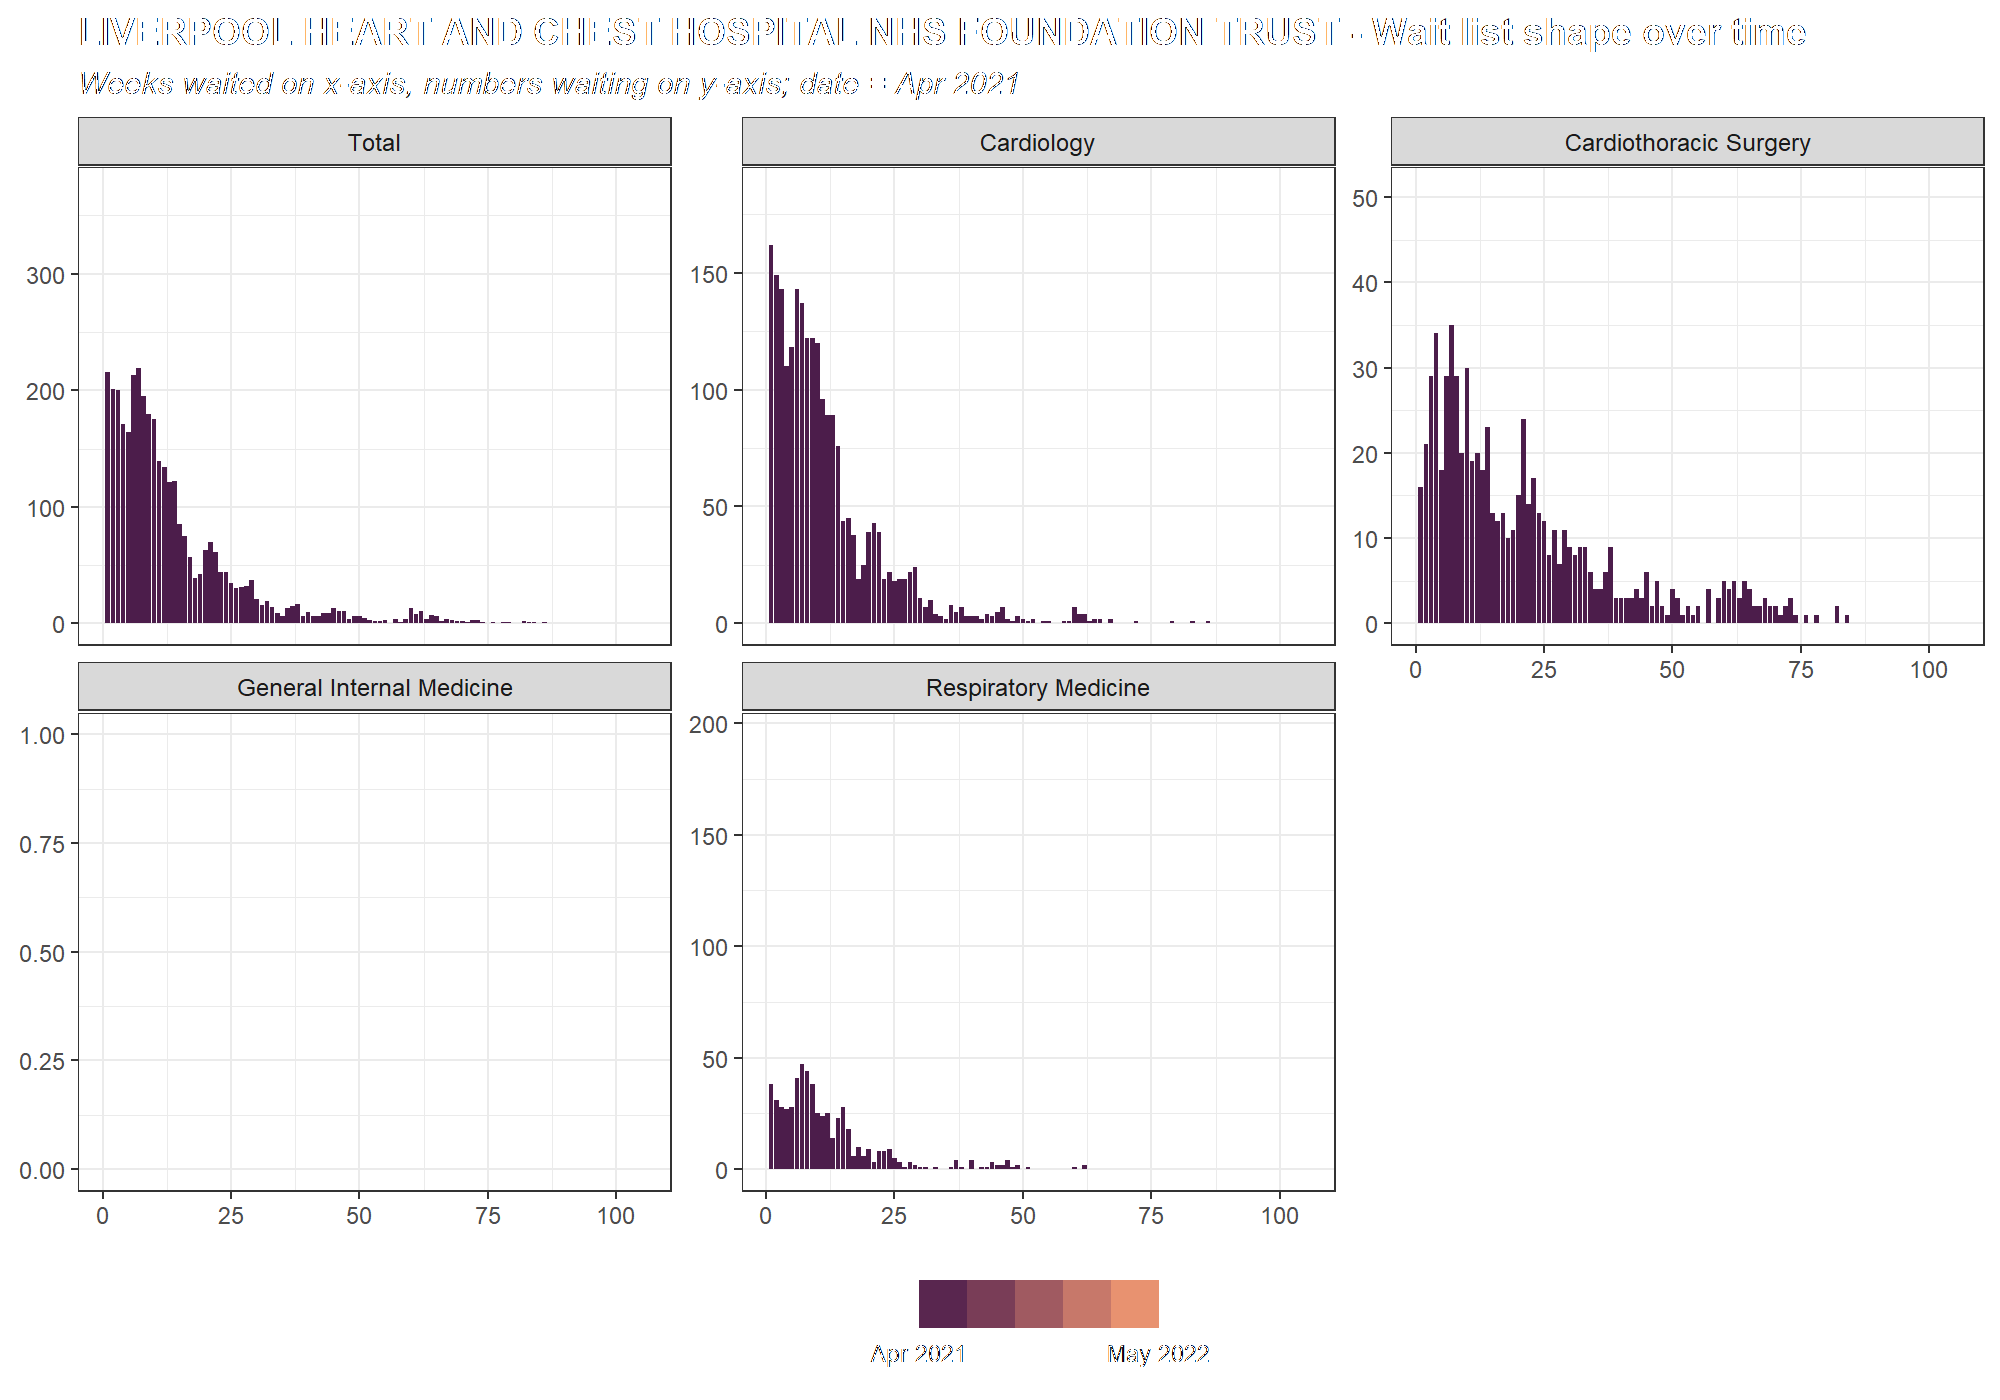 LIVERPOOL HEART AND CHEST HOSPITAL NHS FOUNDATION TRUST - Wait list shape over time
Weeks waited on x-axis, numbers waiting on y-axis; date = Apr 2021
Total
300
200
100
0
Cardiology
150
100
50
0
Cardiothoracic Surgery
50
40
30
20
10
0
0 25 50 75 100
General Internal Medicine
1.00
0.75
0.50
0.25
0.00
0 25 50 75 100
Respiratory Medicine
200
150
100
50
0
0 25 50 75 100
Apr 2021 May 2022